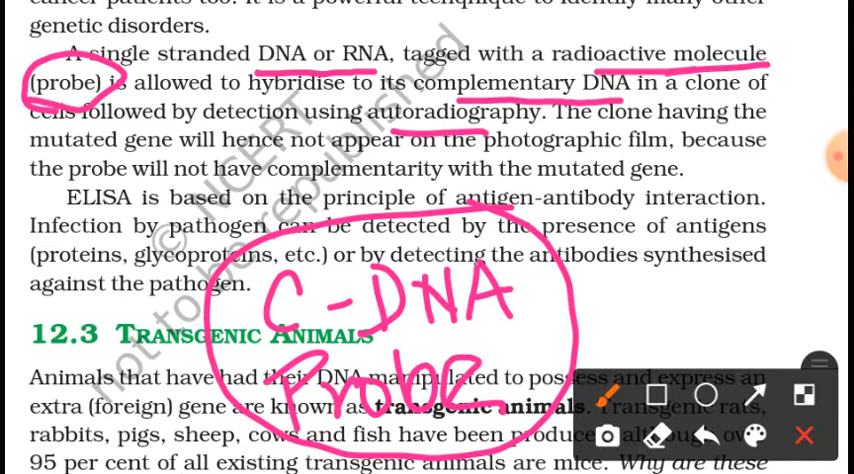 genetic disorders.
A single stranded DNA or RNA, tagged with a radioactive molecule
(probe) is allowed to hybridise to its complementary DNA in a clone of
cells followed by detection using autoradiography. The clone having the
mutated gene will hence not appear on the photographic film, because
the probe will not have complementarity with the mutated gene.
ELISA is based on the principle of antigen-antibody interaction.
Infection by pathogen can be detected by the presence of antigens
(proteins, glycoproteins, etc.) or by detecting the antibodies synthesised
against the pathogen.
C-DNA
Probe
12.3 TRANSGENIC ANIMALS
Animals that have had their DNA manipulated to possess and express an
extra (foreign) gene are known as transgenic animals. Transgenic rats,
rabbits, pigs, sheep, cows and fish have been produced, although over
95 per cent of all existing transgenic animals are mice. Why are these
© NCERT
not to be republished